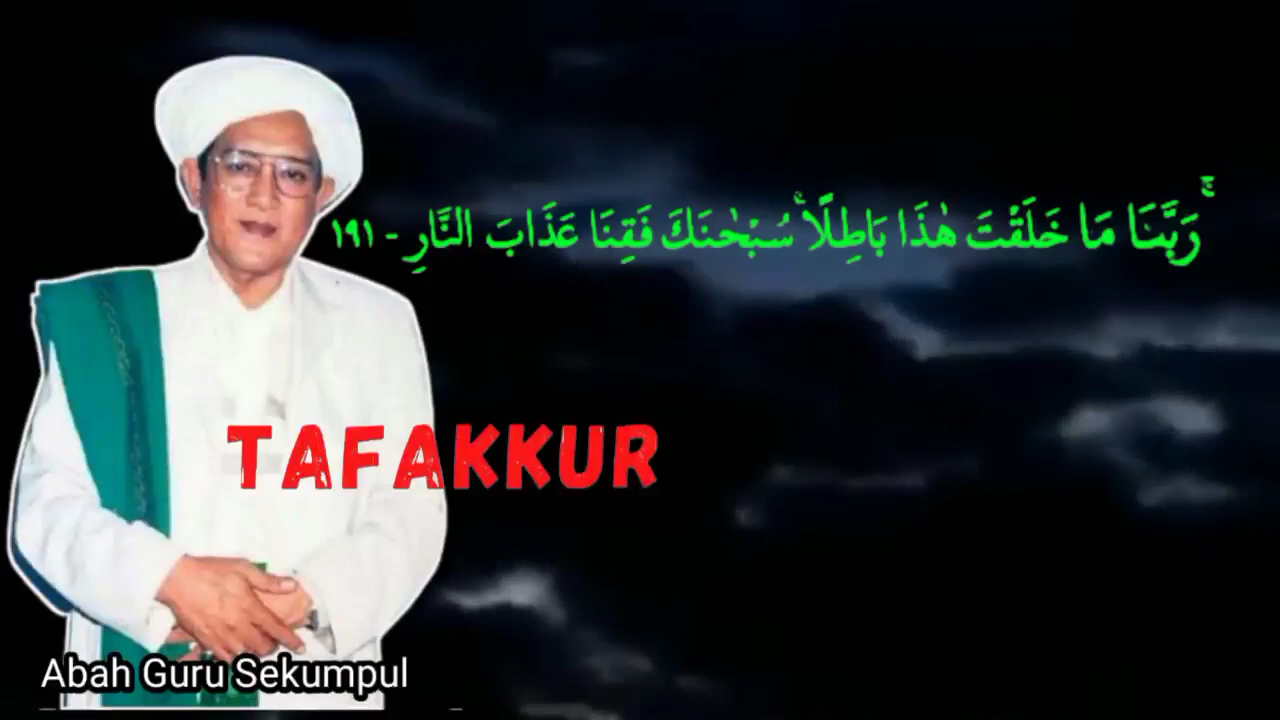 ۚ رَبَّنَا مَا خَلَقْتَ هٰذَا بَاطِلًاۚ سُبْحٰنَكَ فَقِنَا عَذَابَ النَّارِ - ١٩١
TAFAKKUR
Abah Guru Sekumpul